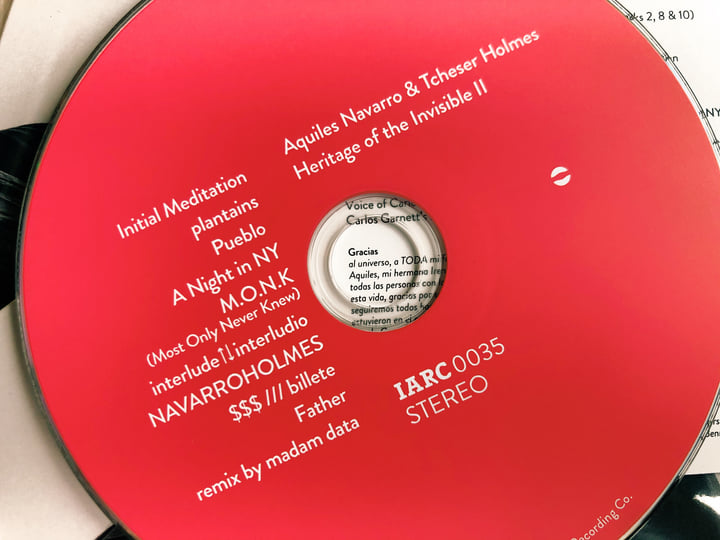 Aquiles Navarro & Tcheser Holmes
Heritage of the Invisible II
Initial Meditation
plantains
Pueblo
A Night in NY
M.O.N.K
(Most Only Never Knew)
interlude⇅interludio
NAVARROHOLMES
$$$ /// billete
Father
remix by madam data
IARC 0035
STEREO
Recording Co.
Voice of
Carlos Garnett's
Gracias
al universo, a TODA mi
Aquiles, mi hermana
todas las personas con
esta vida, gracias por
seguiremos todos
estuvieron en el
2, 8 & 10)